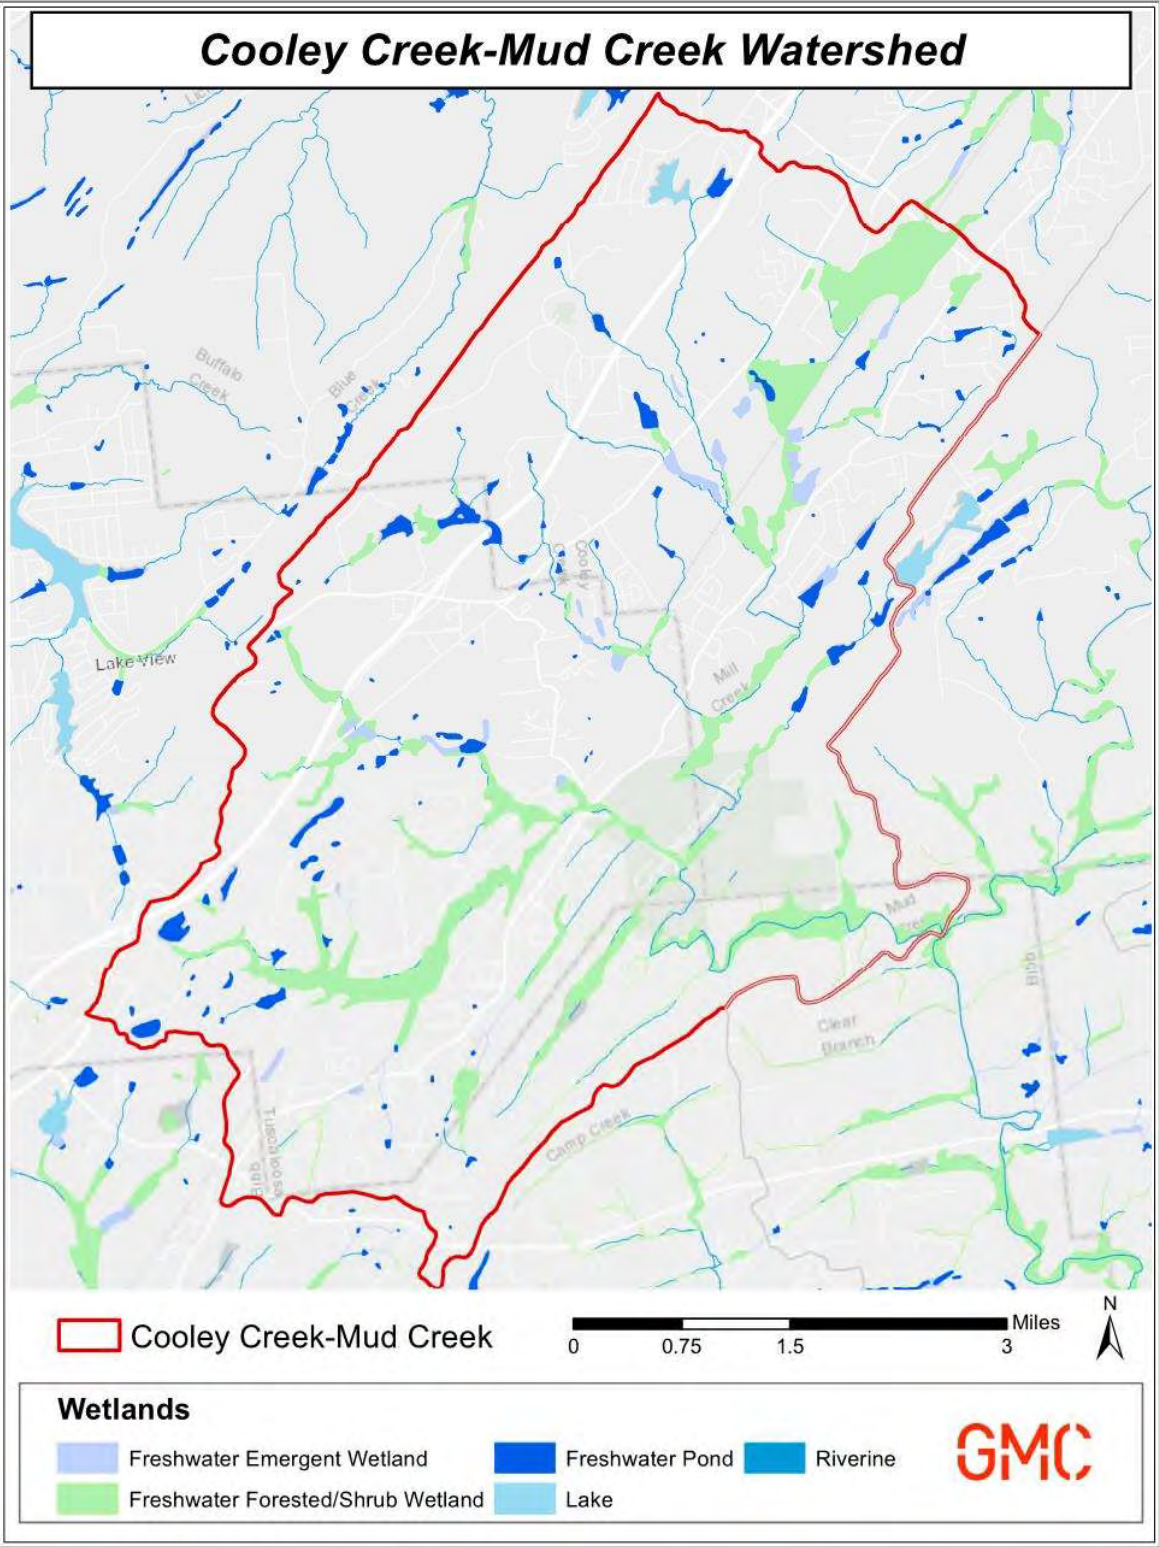 Cooley Creek-Mud Creek Watershed
Buffalo
Creek
Blue
Creek
Cooley
Creek
Lake View
Mill
Creek
Mud
Creek
Bibb
Clear
Branch
Camp Creek
Tuscaloosa
Bibb
Cooley Creek-Mud Creek
0 0.75 1.5 3 Miles
N
Wetlands
Freshwater Emergent Wetland
Freshwater Pond
Riverine
Freshwater Forested/Shrub Wetland
Lake
GMC